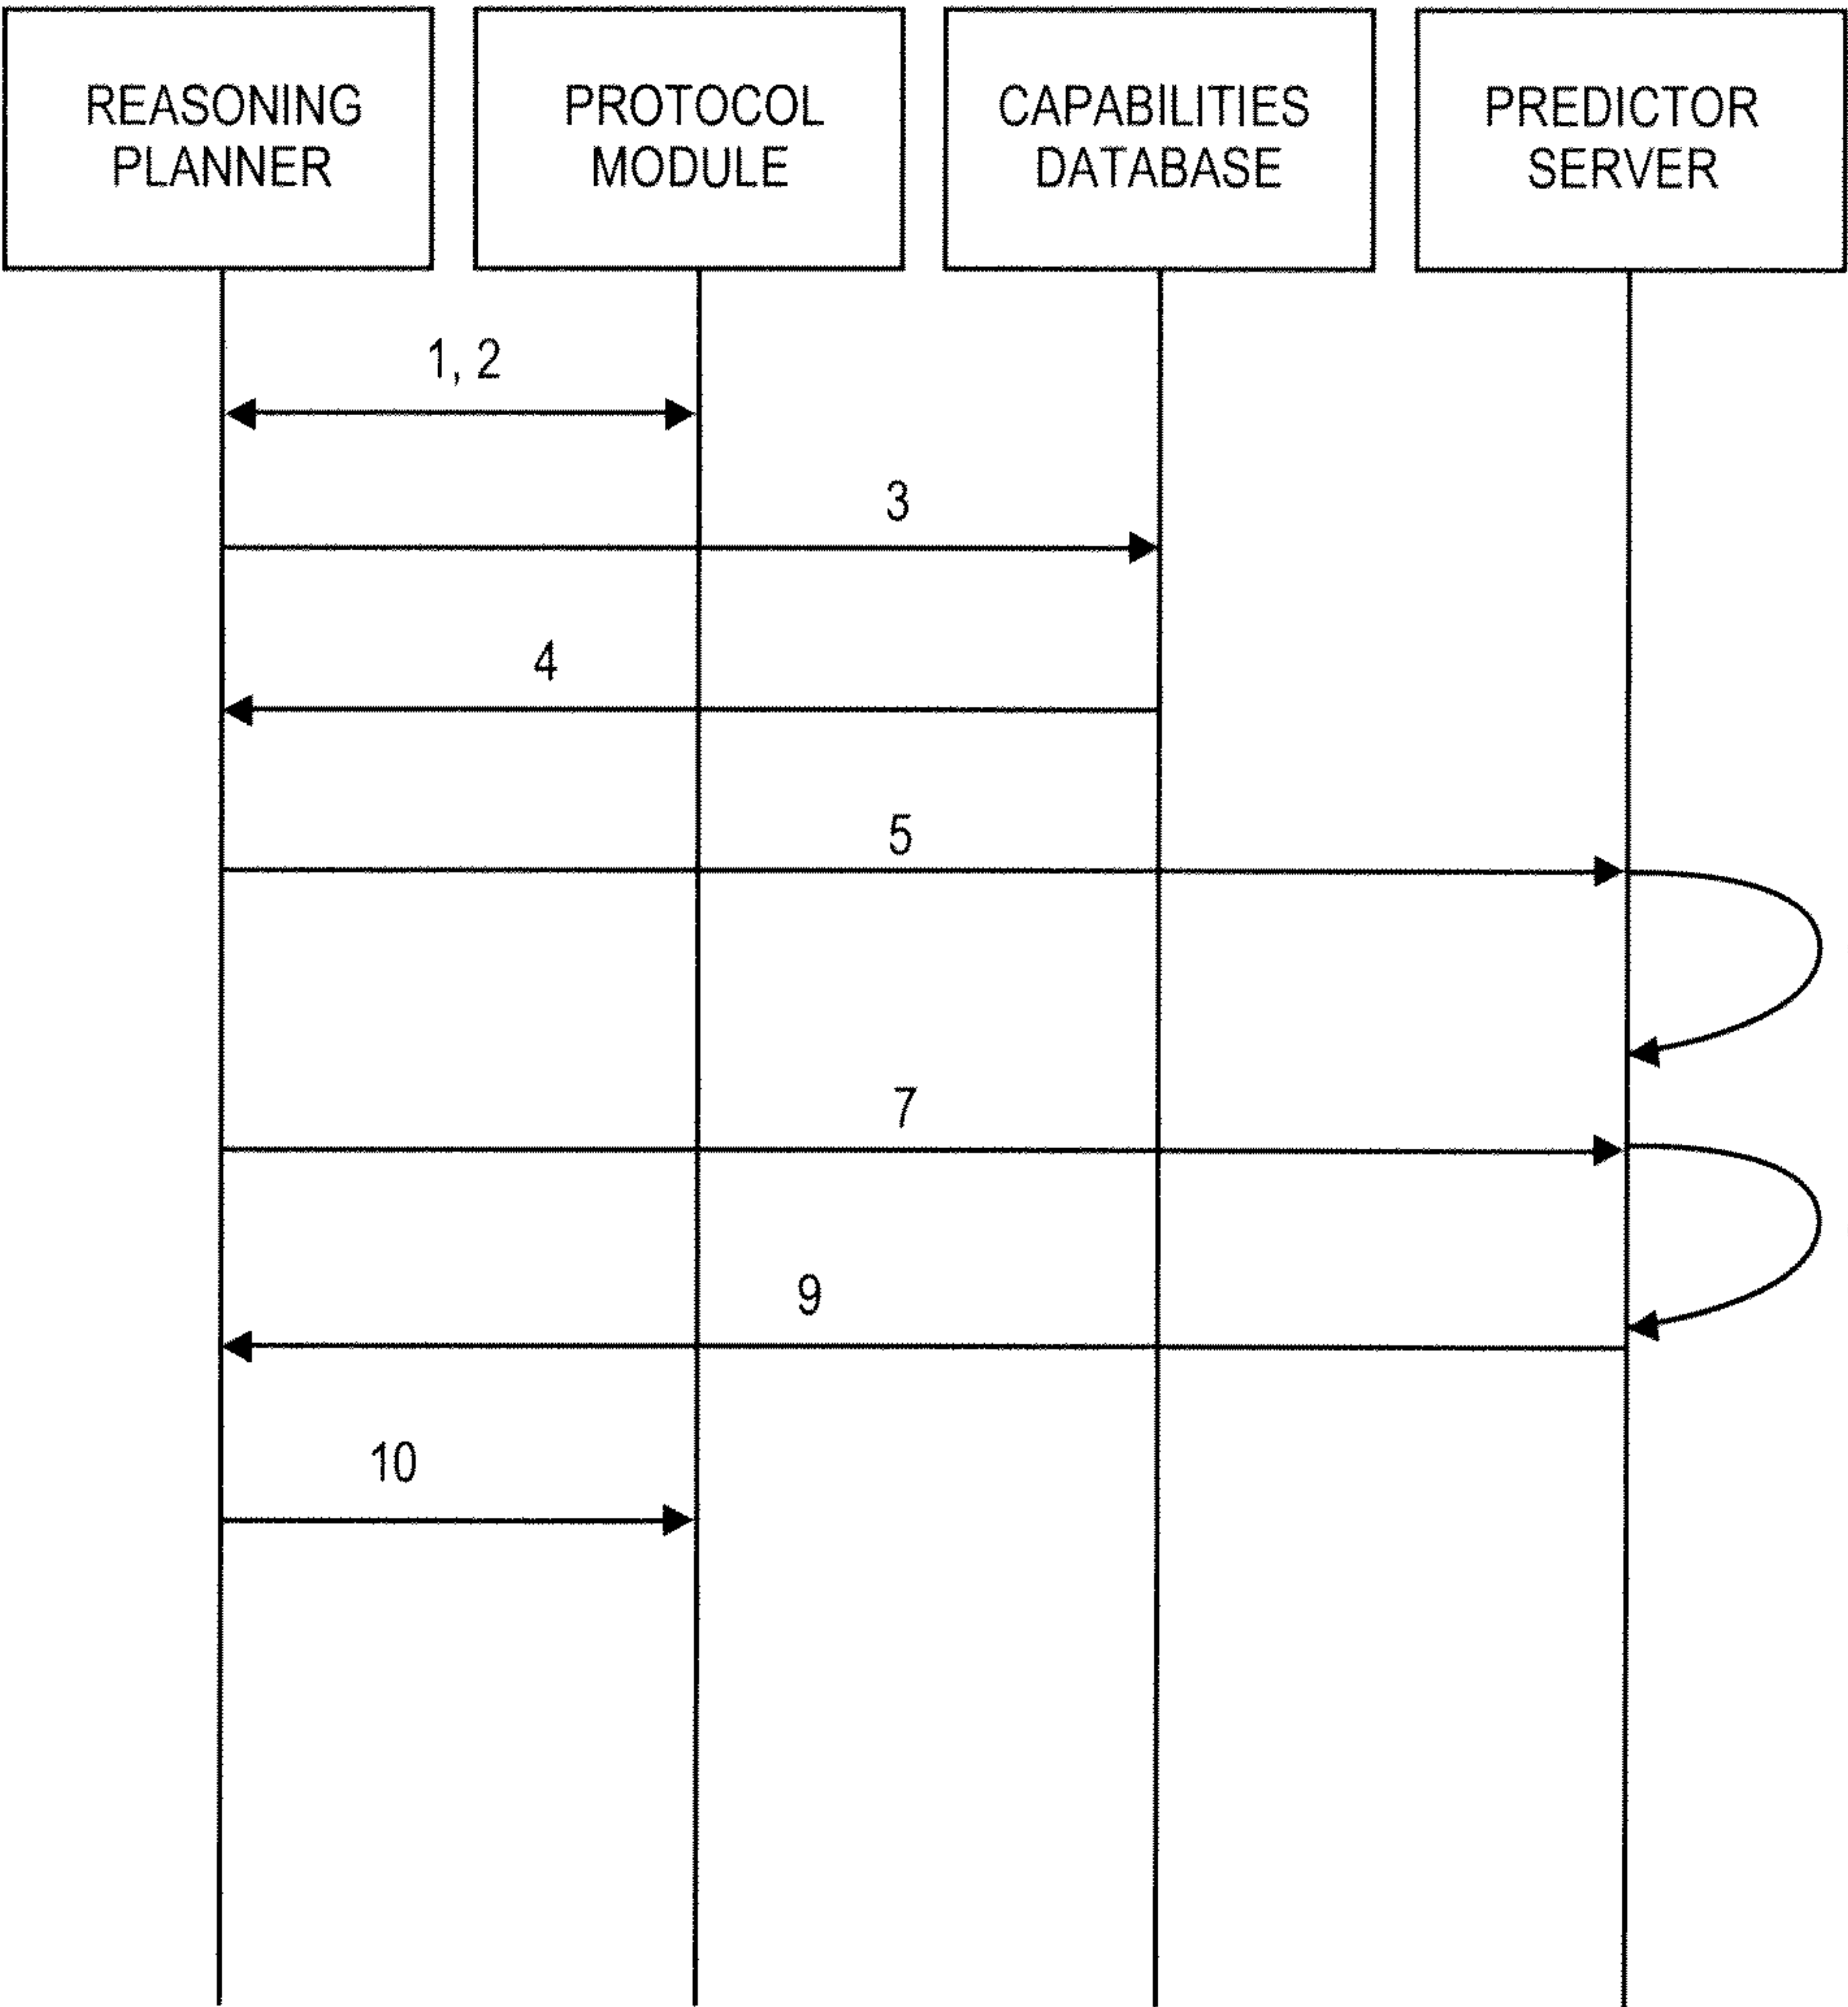 REASONING
PLANNER
PROTOCOL
MODULE
CAPABILITIES
DATABASE
PREDICTOR
SERVER
1, 2
3
4
5
7
9
10